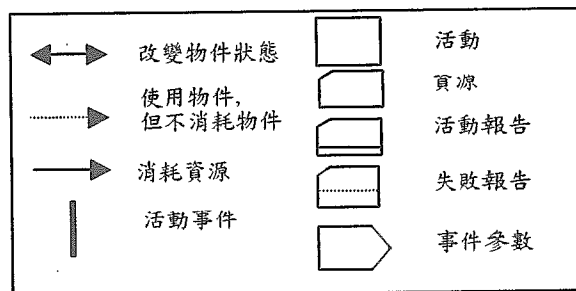 改變物件狀態
使用物件,
但不消耗物件
消耗資源
活動事件
活動
資源
活動報告
失敗報告
事件參數